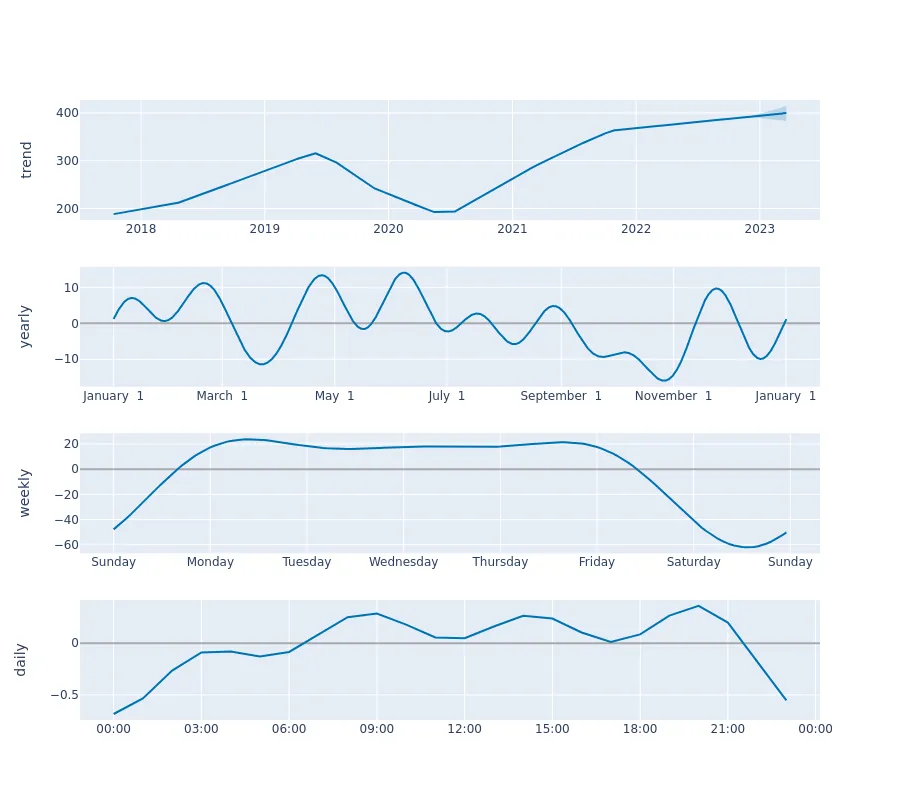 trend
400
300
200
2018 2019 2020 2021 2022 2023
yearly
10
0
−10
January 1 March 1 May 1 July 1 September 1 November 1 January 1
weekly
20
0
−20
−40
−60
Sunday Monday Tuesday Wednesday Thursday Friday Saturday Sunday
daily
0
−0.5
00:00 03:00 06:00 09:00 12:00 15:00 18:00 21:00 00:00